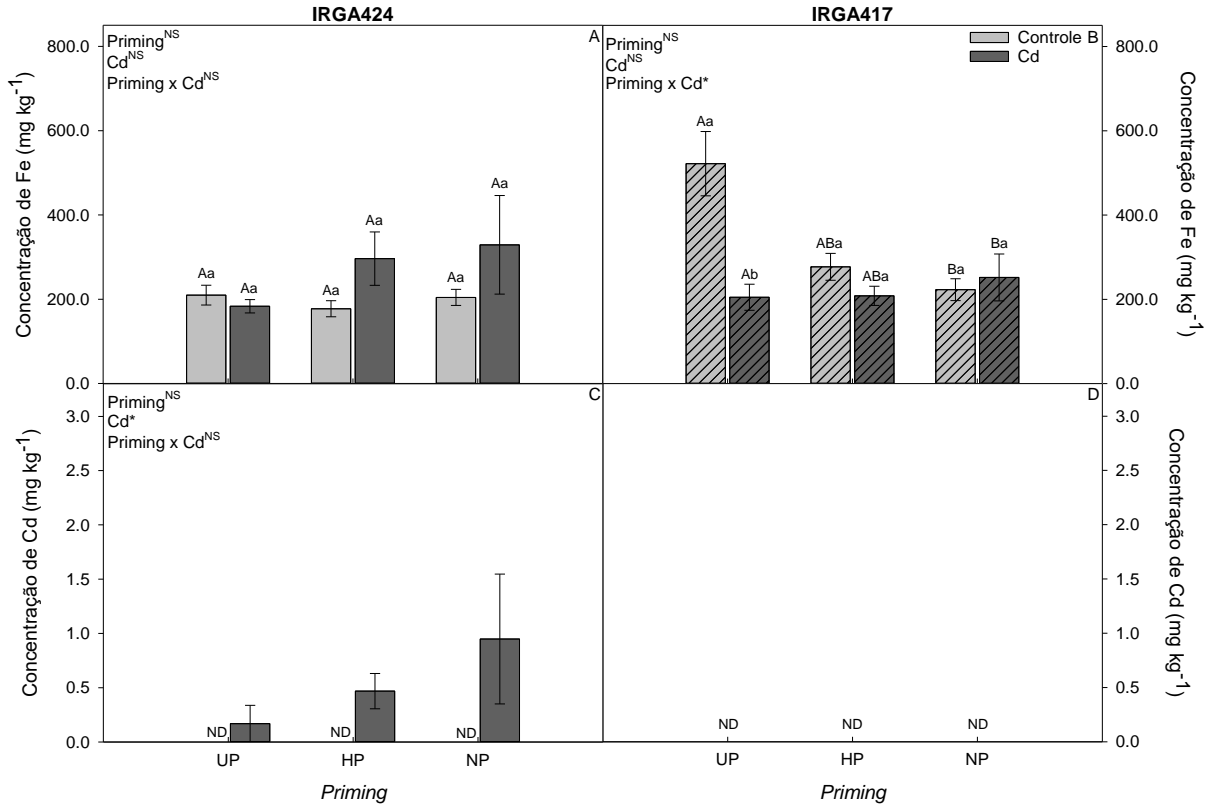 IRGA424 IRGA417
Priming^NS A
Cd^NS
Priming x Cd^NS
Priming^NS
Cd^NS
Priming x Cd*
Controle B
Cd
Concentração de Fe (mg kg^-1)
800.0
600.0
400.0
200.0
0.0
Aa Aa Aa Aa Aa Aa
Aa Ab ABa ABa Ba Ba
800.0
600.0
400.0
200.0
0.0
Concentração de Fe (mg kg^-1)
Priming^NS C
Cd*
Priming x Cd^NS
D
Concentração de Cd (mg kg^-1)
3.0
2.5
2.0
1.5
1.0
0.5
0.0
ND ND ND
ND ND ND
3.0
2.5
2.0
1.5
1.0
0.5
0.0
Concentração de Cd (mg kg^-1)
UP HP NP UP HP NP
Priming Priming